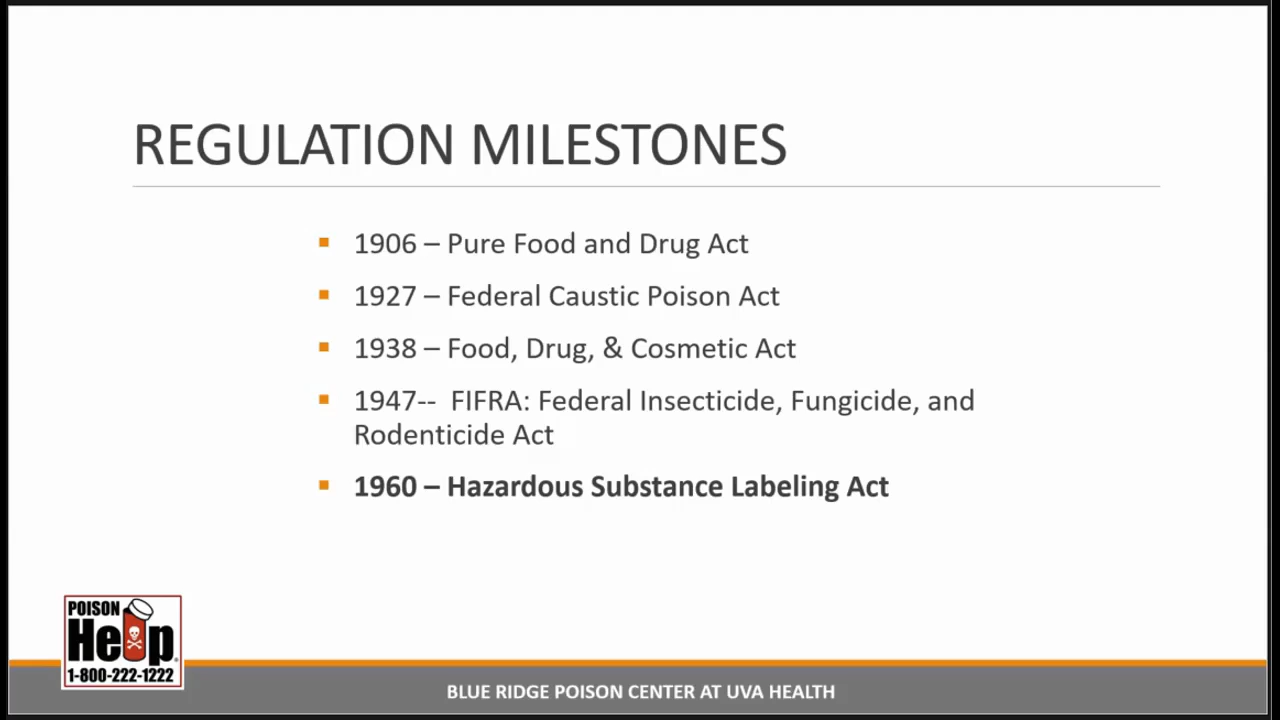 REGULATION MILESTONES
1906 – Pure Food and Drug Act
1927 – Federal Caustic Poison Act
1938 – Food, Drug, & Cosmetic Act
1947-- FIFRA: Federal Insecticide, Fungicide, and
Rodenticide Act
1960 – Hazardous Substance Labeling Act
POISON
Help®
1-800-222-1222
BLUE RIDGE POISON CENTER AT UVA HEALTH